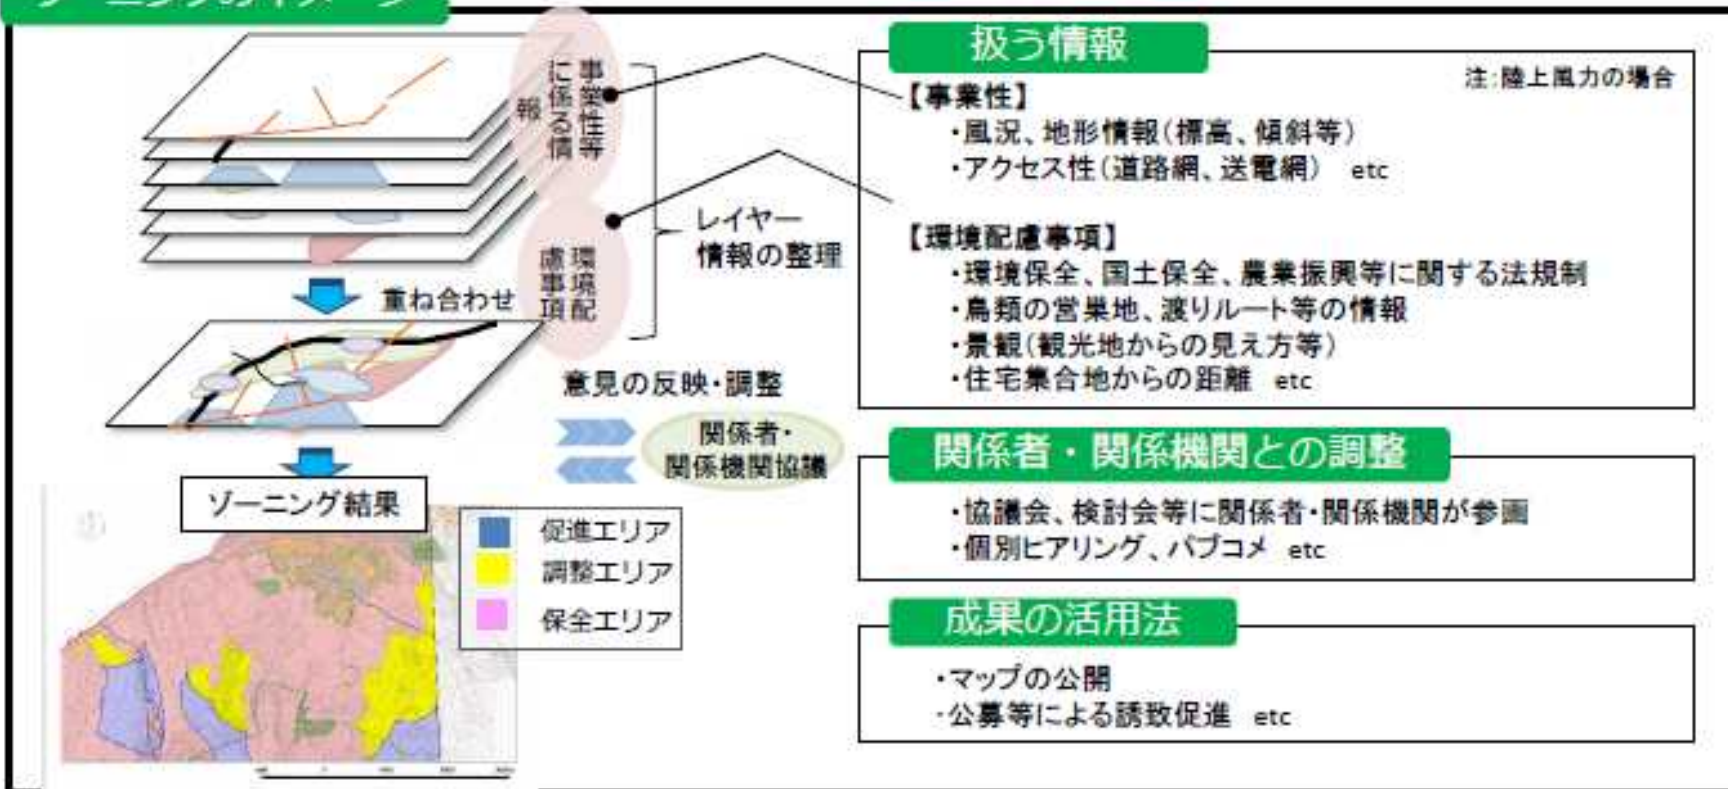 ゾーニングのイメージ
事業性等
に係る情
報
環境配
慮事項
レイヤー
情報の整理
重ね合わせ
意見の反映・調整
関係者・
関係機関協議
ゾーニング結果
促進エリア
調整エリア
保全エリア
扱う情報
注:陸上風力の場合
【事業性】
・風況、地形情報(標高、傾斜等)
・アクセス性(道路網、送電網) etc
【環境配慮事項】
・環境保全、国土保全、農業振興等に関する法規制
・鳥類の営巣地、渡りルート等の情報
・景観(観光地からの見え方等)
・住宅集合地からの距離 etc
関係者・関係機関との調整
・協議会、検討会等に関係者・関係機関が参画
・個別ヒアリング、パブコメ etc
成果の活用法
・マップの公開
・公募等による誘致促進 etc